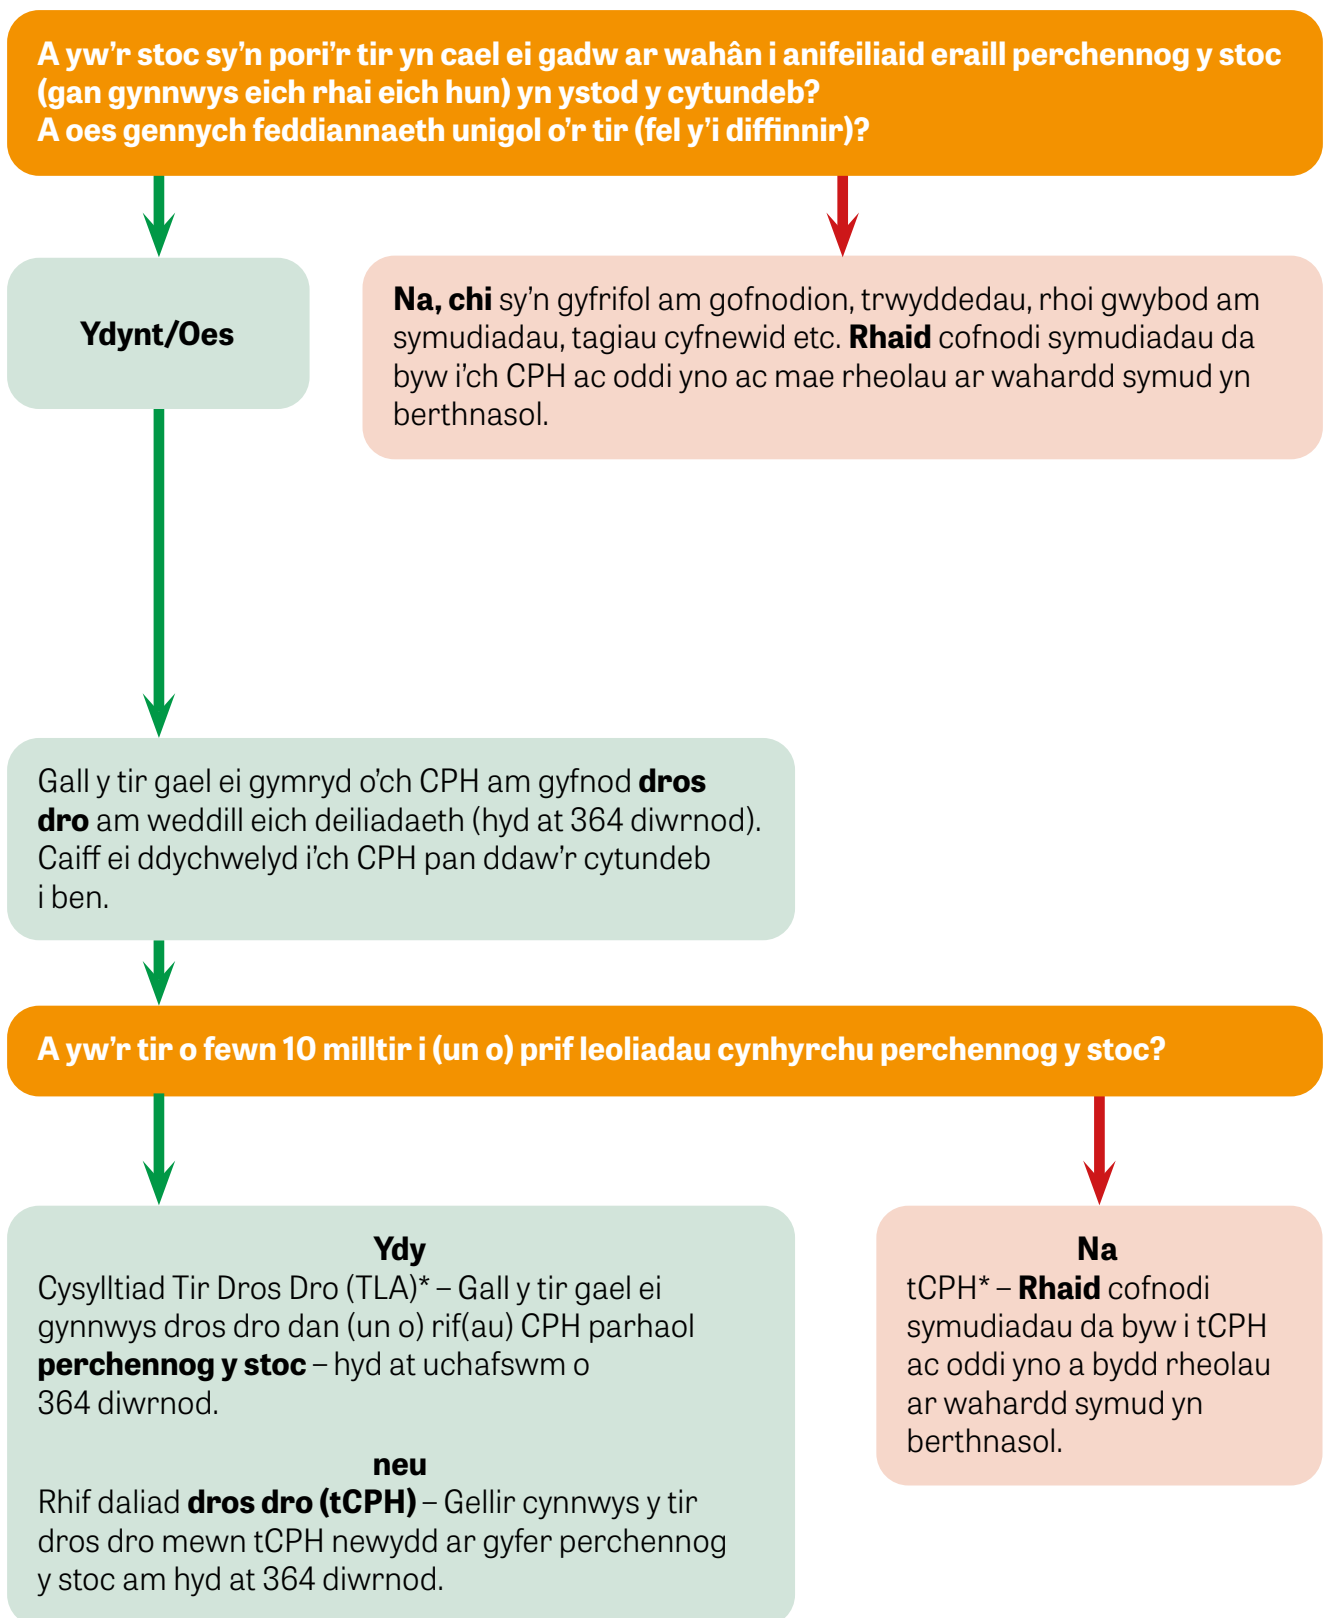 A yw'r stoc sy'n pori'r tir yn cael ei gadw ar wahân i anifeiliaid eraill perchennog y stoc
(gan gynnwys eich rhai eich hun) yn ystod y cytundeb?
A oes gennych feddiannaeth unigol o'r tir (fel y'i diffinnir)?
Ydynt/Oes
Na, chi sy'n gyfrifol am gofnodion, trwyddedau, rhoi gwybod am
symudiadau, tagiau cyfnewid etc. Rhaid cofnodi symudiadau da
byw i'ch CPH ac oddi yno ac mae rheolau ar wahardd symud yn
berthnasol.
Gall y tir gael ei gymryd o'ch CPH am gyfnod dros
dro am weddill eich deiliadaeth (hyd at 364 diwrnod).
Caiff ei ddychwelyd i'ch CPH pan ddaw'r cytundeb
i ben.
A yw'r tir o fewn 10 milltir i (un o) prif leoliadau cynhyrchu perchennog y stoc?
Ydy
Cysylltiad Tir Dros Dro (TLA)* – Gall y tir gael ei
gynnwys dros dro dan (un o) rif(au) CPH parhaol
perchennog y stoc – hyd at uchafswm o
364 diwrnod.
neu
Rhif daliad dros dro (tCPH) – Gellir cynnwys y tir
dros dro mewn tCPH newydd ar gyfer perchennog
y stoc am hyd at 364 diwrnod.
Na
tCPH* – Rhaid cofnodi
symudiadau da byw i tCPH
ac oddi yno a bydd rheolau
ar wahardd symud yn
berthnasol.